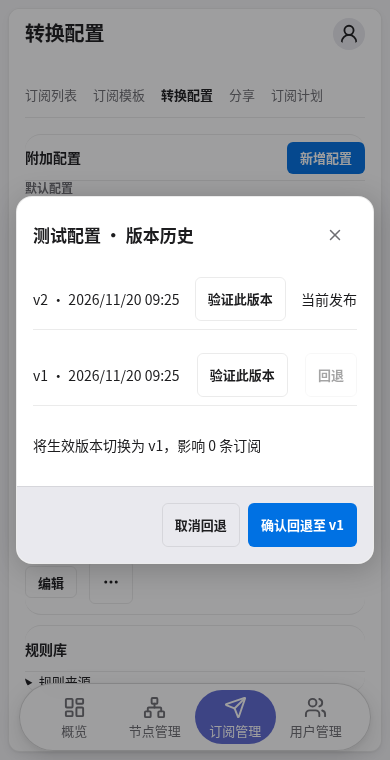 转换配置
订阅列表 订阅模板 转换配置 分享 订阅计划
附加配置 新增配置
默认配置
测试配置 · 版本历史
v2 · 2026/11/20 09:25 验证此版本 当前发布
v1 · 2026/11/20 09:25 验证此版本 回退
将生效版本切换为 v1，影响 0 条订阅
取消回退 确认回退至 v1
编辑 ···
规则库
规则来源
概览 节点管理 订阅管理 用户管理